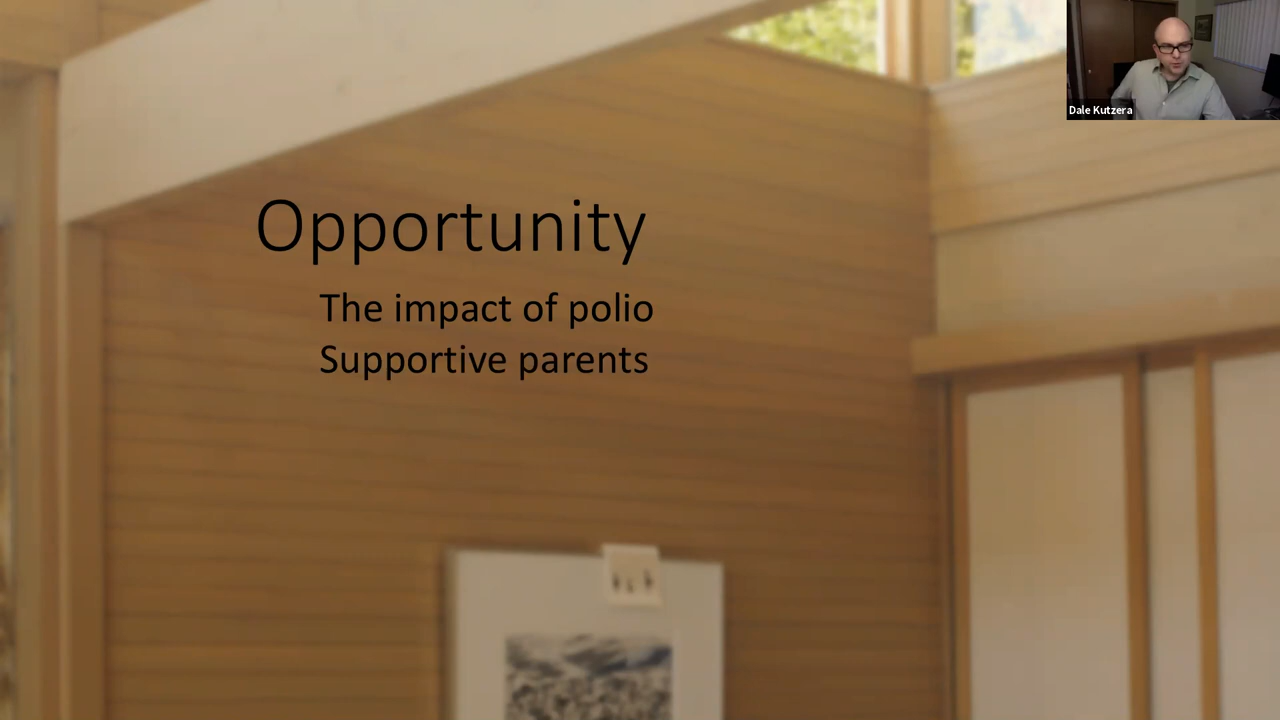 Dale Kutzera
Opportunity
The impact of polio
Supportive parents